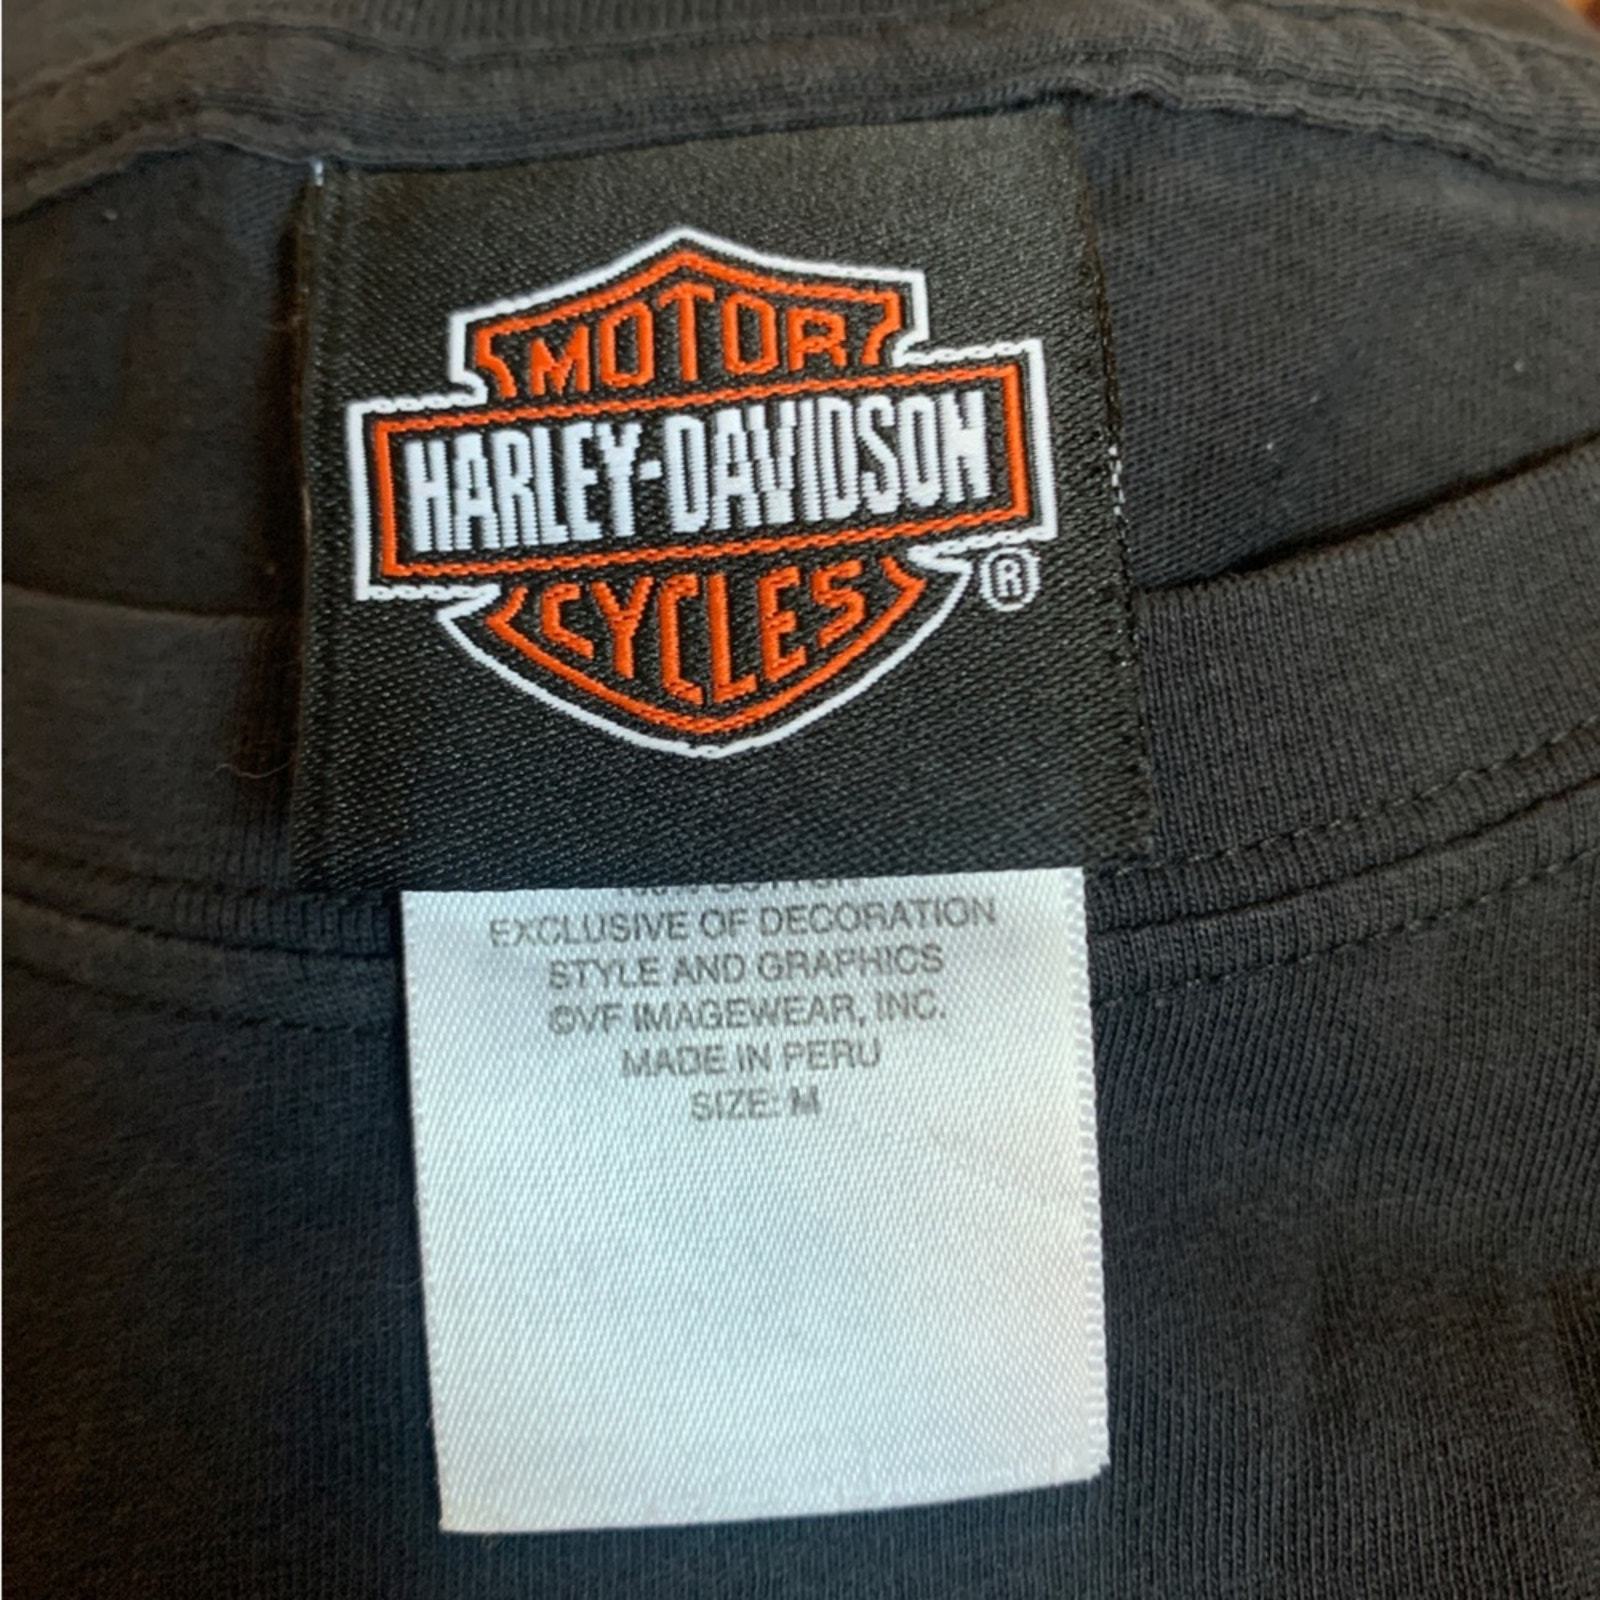 MOTOR
HARLEY-DAVIDSON
CYCLES
®
EXCLUSIVE OF DECORATION
STYLE AND GRAPHICS
©VF IMAGEWEAR, INC.
MADE IN PERU
SIZE: M